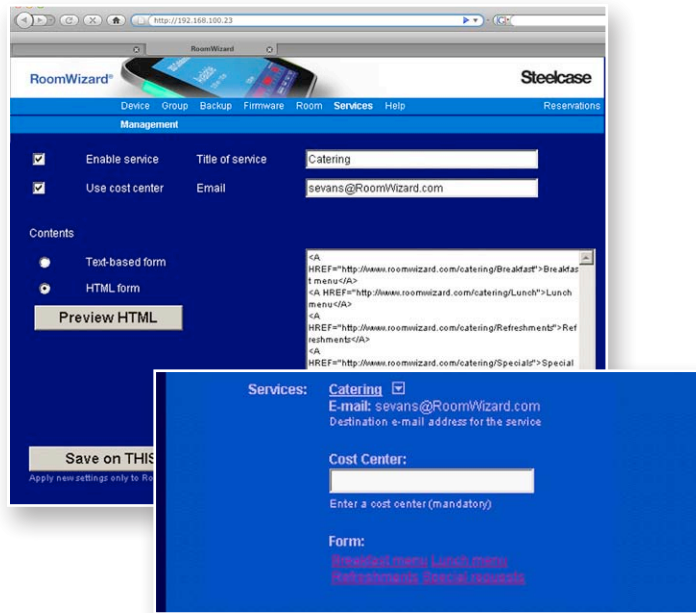 http://192.168.100.23
RoomWizard
RoomWizard®
Steelcase
Device Group Backup Firmware Room Services Help Reservations
Management
Enable service Title of service Catering
Use cost center Email sevans@RoomWizard.com
Contents
Text-based form
HTML form
Preview HTML
<A
HREF="http://www.roomwizard.com/catering/Breakfast">Breakfas
t menu</A>
<A HREF="http://www.roomwizard.com/catering/Lunch">Lunch
menu</A>
<A
HREF="http://www.roomwizard.com/catering/Refreshments">Ref
reshments</A>
<A
HREF="http://www.roomwizard.com/catering/Specials">Special
Save on THIS
Apply new settings only to Ro
Services: Catering
E-mail: sevans@RoomWizard.com
Destination e-mail address for the service
Cost Center:
Enter a cost center (mandatory)
Form:
Breakfast menu Lunch menu
Refreshments Special requests